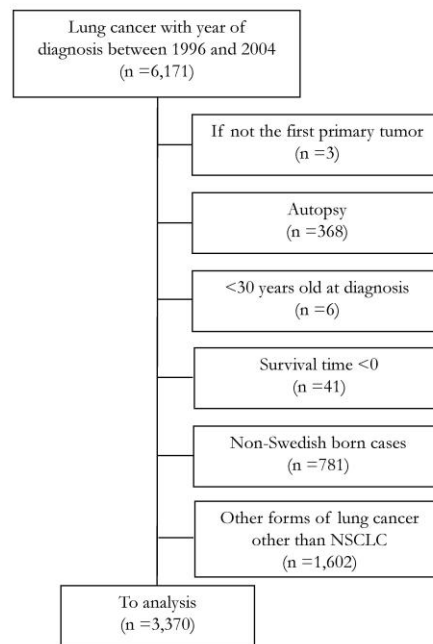 Lung cancer with year of
diagnosis between 1996 and 2004
(n =6,171)
If not the first primary tumor
(n =3)
Autopsy
(n =368)
<30 years old at diagnosis
(n =6)
Survival time <0
(n =41)
Non-Swedish born cases
(n =781)
Other forms of lung cancer
other than NSCLC
(n =1,602)
To analysis
(n =3,370)